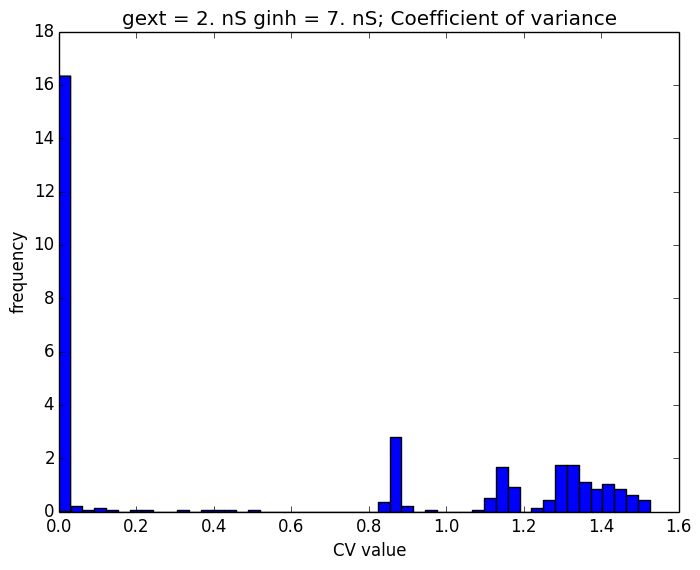 gext = 2. nS ginh = 7. nS; Coefficient of variance
18
16
14
12
10
8
6
4
2
0
frequency
0.0 0.2 0.4 0.6 0.8 1.0 1.2 1.4 1.6
CV value